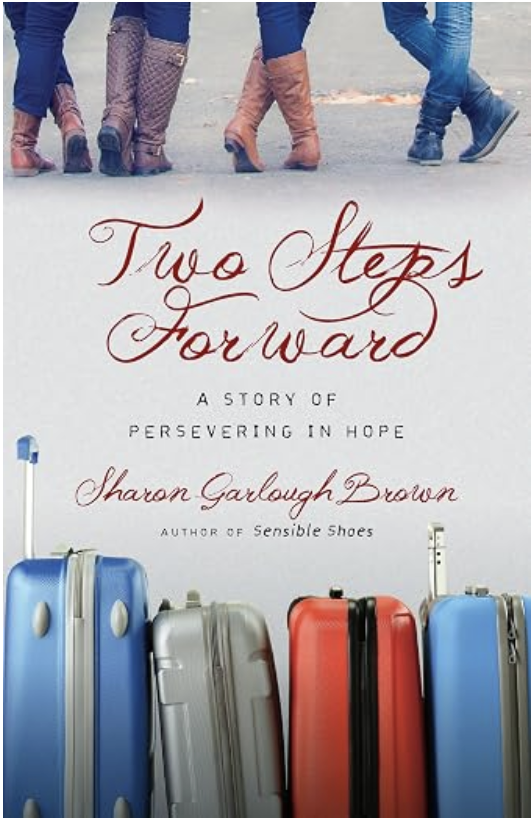 Two Steps
Forward
A STORY OF
PERSEVERING IN HOPE
Sharon Garlough Brown
AUTHOR OF Sensible Shoes